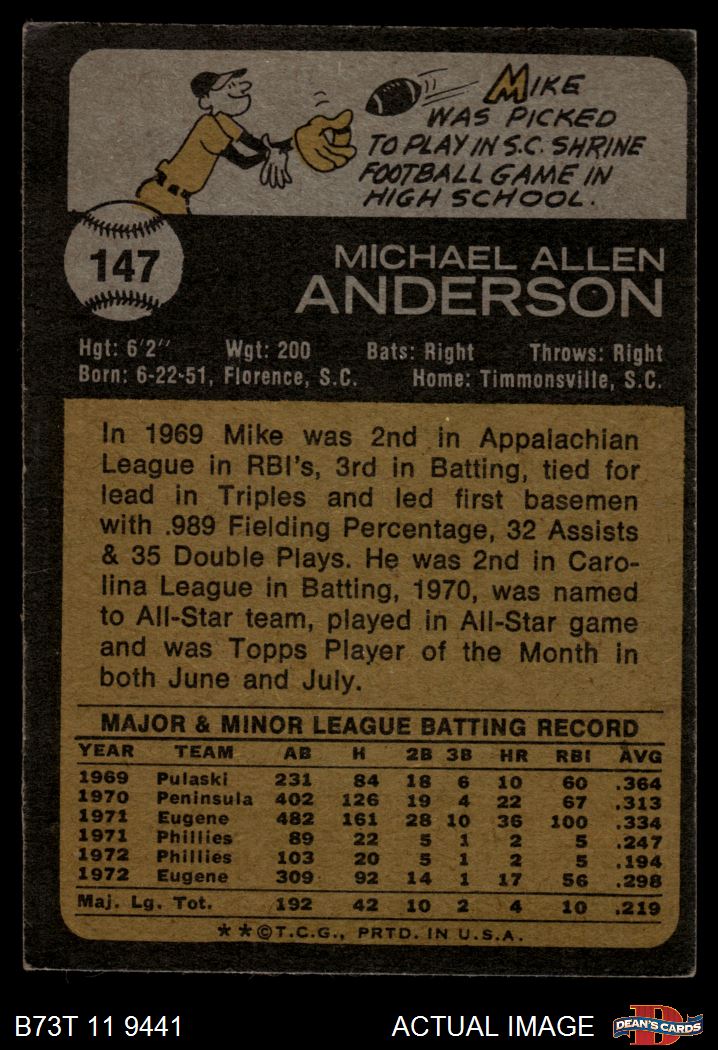 MIKE
WAS PICKED
TO PLAY IN S.C. SHRINE
FOOTBALL GAME IN
HIGH SCHOOL.
147
MICHAEL ALLEN
ANDERSON
Hgt: 6'2" Wgt: 200 Bats: Right Throws: Right
Born: 6-22-51, Florence, S.C. Home: Timmonsville, S.C.
In 1969 Mike was 2nd in Appalachian
League in RBI's, 3rd in Batting, tied for
lead in Triples and led first basemen
with .989 Fielding Percentage, 32 Assists
& 35 Double Plays. He was 2nd in Caro-
lina League in Batting, 1970, was named
to All-Star team, played in All-Star game
and was Topps Player of the Month in
both June and July.
MAJOR & MINOR LEAGUE BATTING RECORD
YEAR TEAM AB H 2B 3B HR RBI AVG
1969 Pulaski 231 84 18 6 10 60 .364
1970 Peninsula 402 126 19 4 22 67 .313
1971 Eugene 482 161 28 10 36 100 .334
1971 Phillies 89 22 5 1 2 5 .247
1972 Phillies 103 20 5 1 2 5 .194
1972 Eugene 309 92 14 1 17 56 .298
Maj. Lg. Tot. 192 42 10 2 4 10 .219
**©T.C.G., PRTD. IN U.S.A.
B73T 11 9441 ACTUAL IMAGE D DEAN'S CARDS